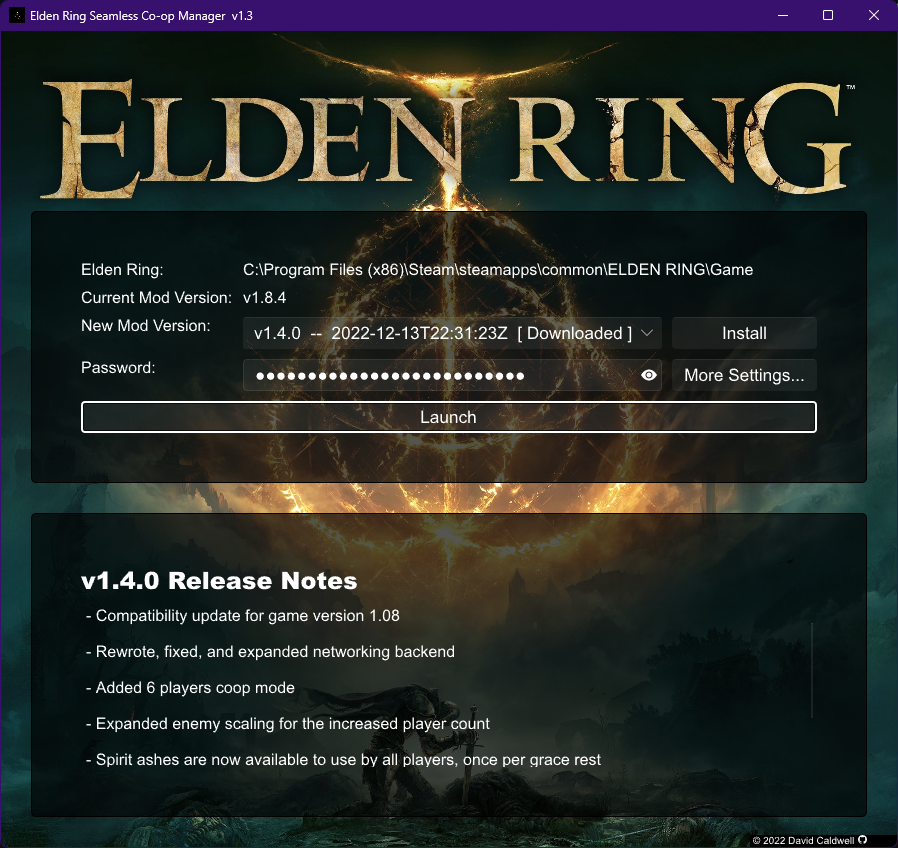 Elden Ring Seamless Co-op Manager v1.3
ELDEN RING™
Elden Ring: C:\Program Files (x86)\Steam\steamapps\common\ELDEN RING\Game
Current Mod Version: v1.8.4
New Mod Version: v1.4.0 -- 2022-12-13T22:31:23Z [ Downloaded ] Install
Password: ●●●●●●●●●●●●●●●●●●●●●●●●●● More Settings...
Launch
v1.4.0 Release Notes
- Compatibility update for game version 1.08
- Rewrote, fixed, and expanded networking backend
- Added 6 players coop mode
- Expanded enemy scaling for the increased player count
- Spirit ashes are now available to use by all players, once per grace rest
© 2022 David Caldwell